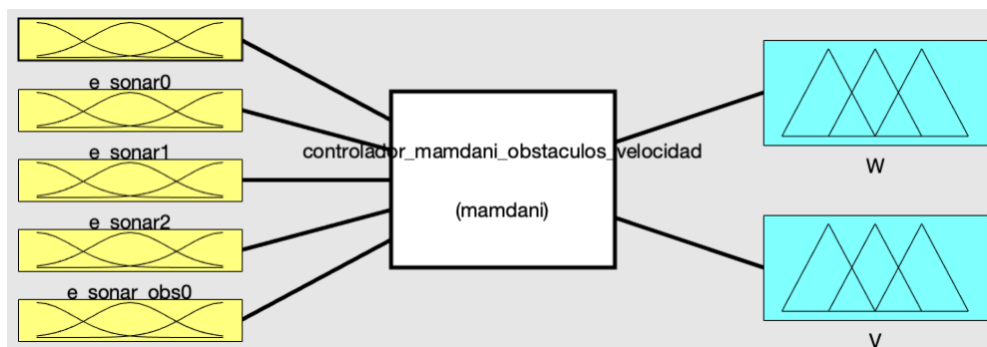 e_sonar0
e_sonar1
e_sonar2
e_sonar_obs0
controlador_mamdani_obstaculos_velocidad
(mamdani)
W
V